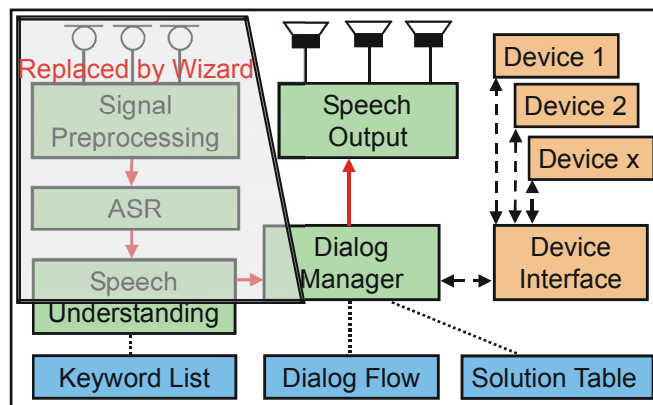 Replaced by Wizard
Signal
Preprocessing
ASR
Speech
Understanding
Speech
Output
Dialog
Manager
Device 1
Device 2
Device x
Device
Interface
Keyword List
Dialog Flow
Solution Table